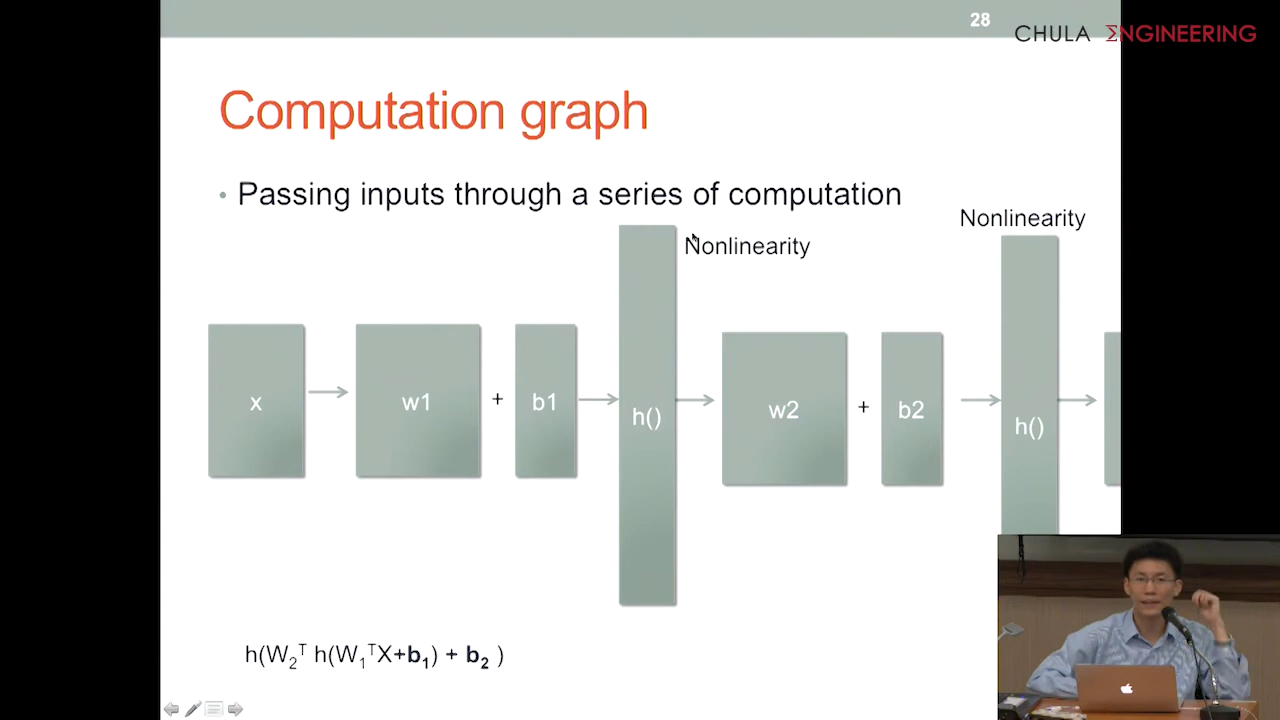 28
CHULA ΣNGINEERING
Computation graph
• Passing inputs through a series of computation
Nonlinearity
Nonlinearity
x
w1
+
b1
h()
w2
+
b2
h()
h(W₂ᵀ h(W₁ᵀX+b₁) + b₂ )